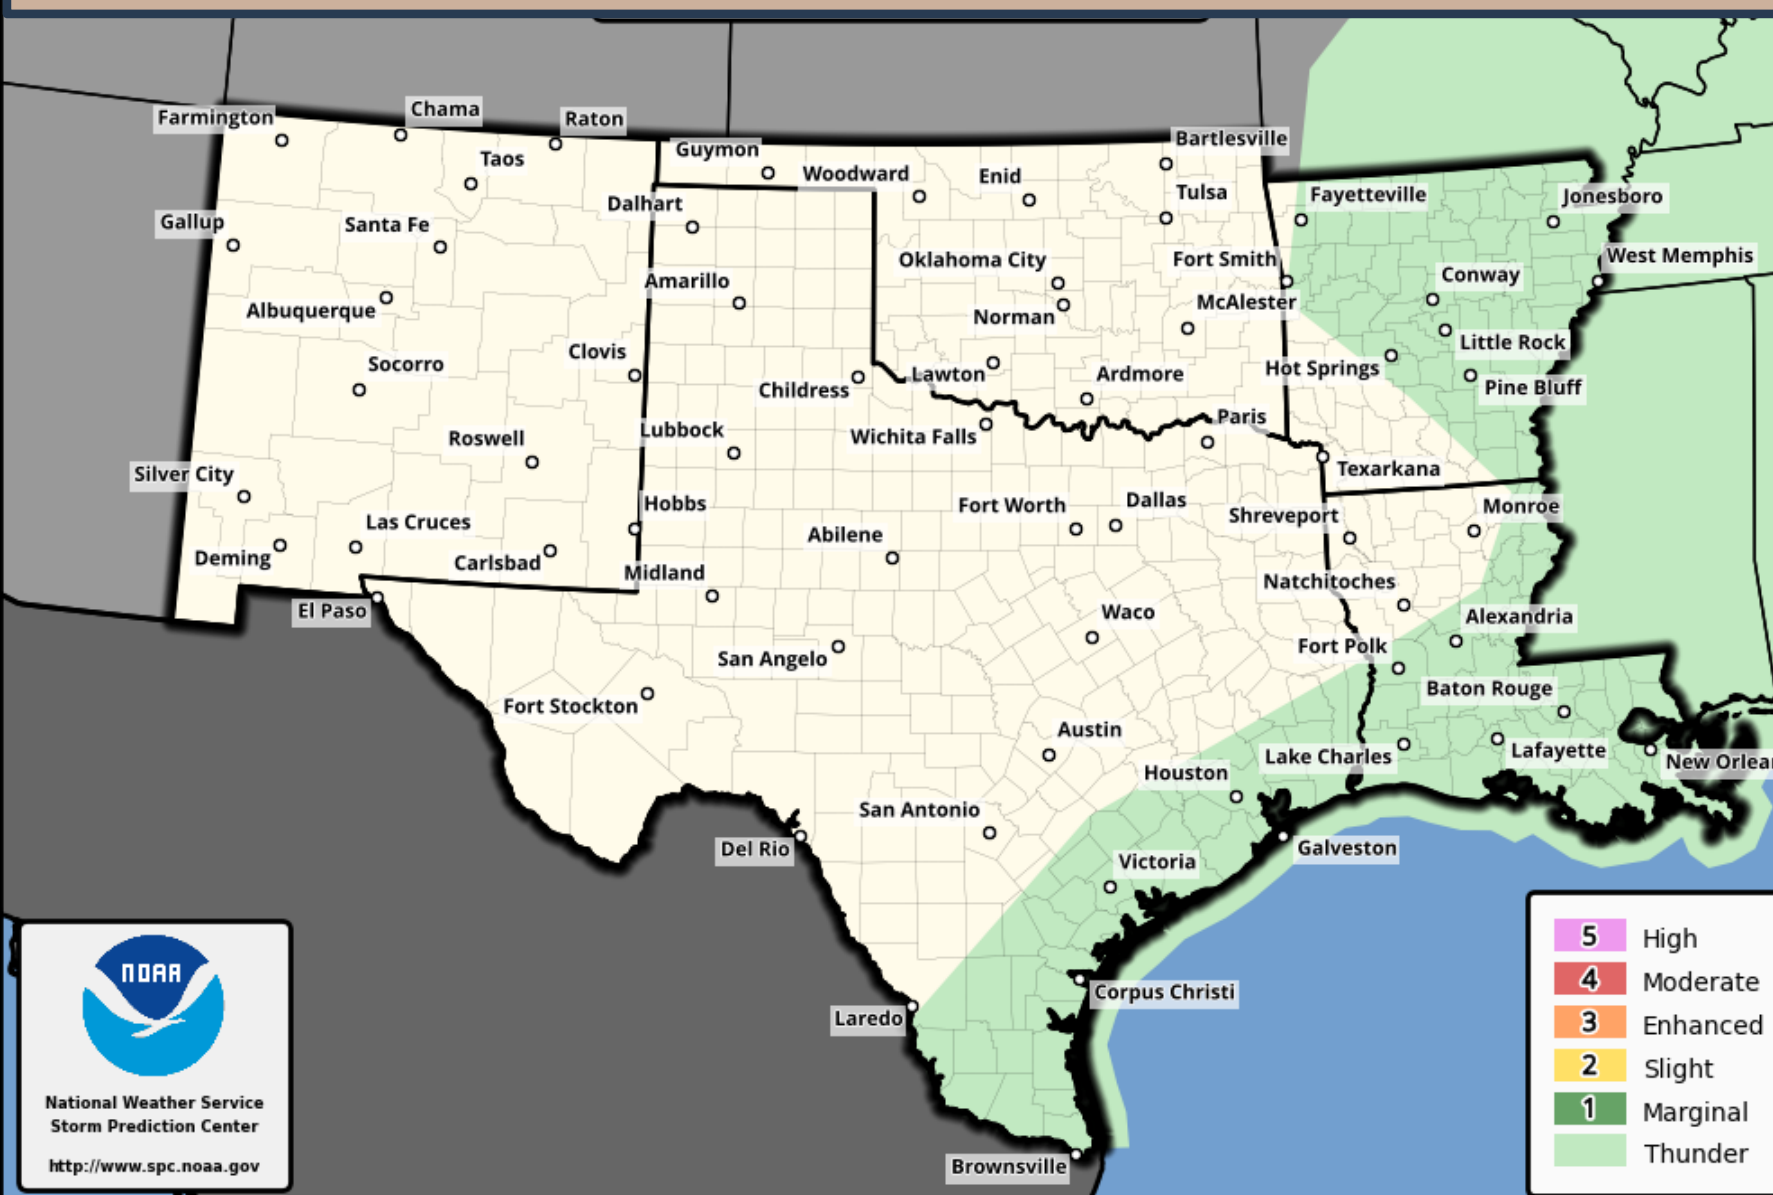 Farmington
Chama
Raton
Bartlesville
Guymon
Taos
Woodward
Enid
Tulsa
Fayetteville
Jonesboro
Dalhart
Gallup
Santa Fe
Oklahoma City
Fort Smith
West Memphis
Amarillo
Conway
McAlester
Albuquerque
Norman
Little Rock
Clovis
Socorro
Hot Springs
Lawton
Ardmore
Pine Bluff
Childress
Paris
Lubbock
Wichita Falls
Roswell
Texarkana
Silver City
Hobbs
Fort Worth
Dallas
Monroe
Shreveport
Las Cruces
Abilene
Deming
Carlsbad
Midland
Natchitoches
El Paso
Waco
Alexandria
Fort Polk
San Angelo
Baton Rouge
Fort Stockton
Austin
Lafayette
Lake Charles
New Orlea
Houston
San Antonio
Del Rio
Galveston
Victoria
Corpus Christi
Laredo
Brownsville
NOAA
National Weather Service
Storm Prediction Center
http://www.spc.noaa.gov
5 High
4 Moderate
3 Enhanced
2 Slight
1 Marginal
Thunder